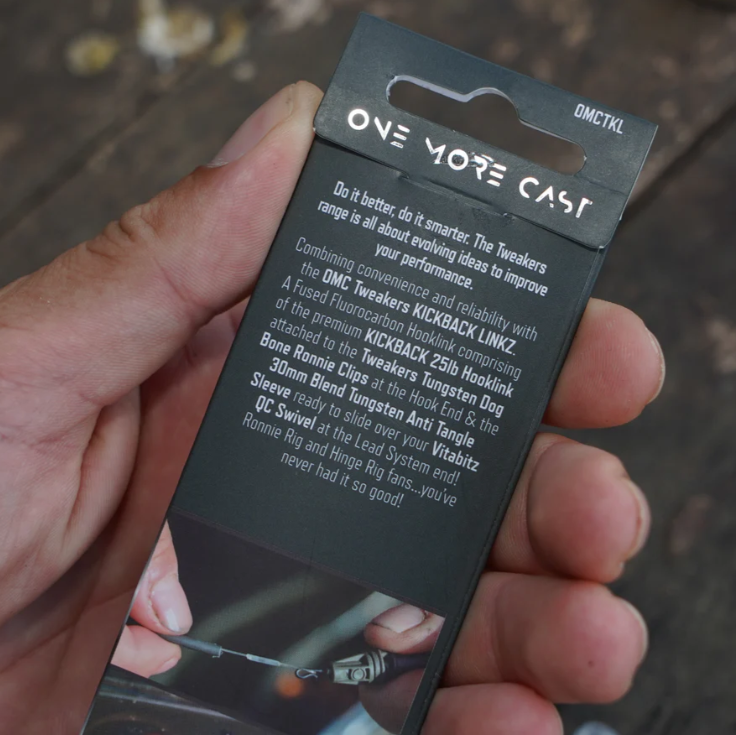 OMCTKL
ONE MORE CAST
Do it better, do it smarter. The Tweakers
range is all about evolving ideas to improve
your performance.
Combining convenience and reliability with
the OMC Tweakers KICKBACK LINKZ.
A Fused Fluorocarbon Hooklink comprising
of the premium KICKBACK 25lb Hooklink
attached to the Tweakers Tungsten Dog
Bone Ronnie Clips at the Hook End & the
30mm Blend Tungsten Anti Tangle
Sleeve ready to slide over your Vitabitz
QC Swivel at the Lead System end!
Ronnie Rig and Hinge Rig fans...you've
never had it so good!